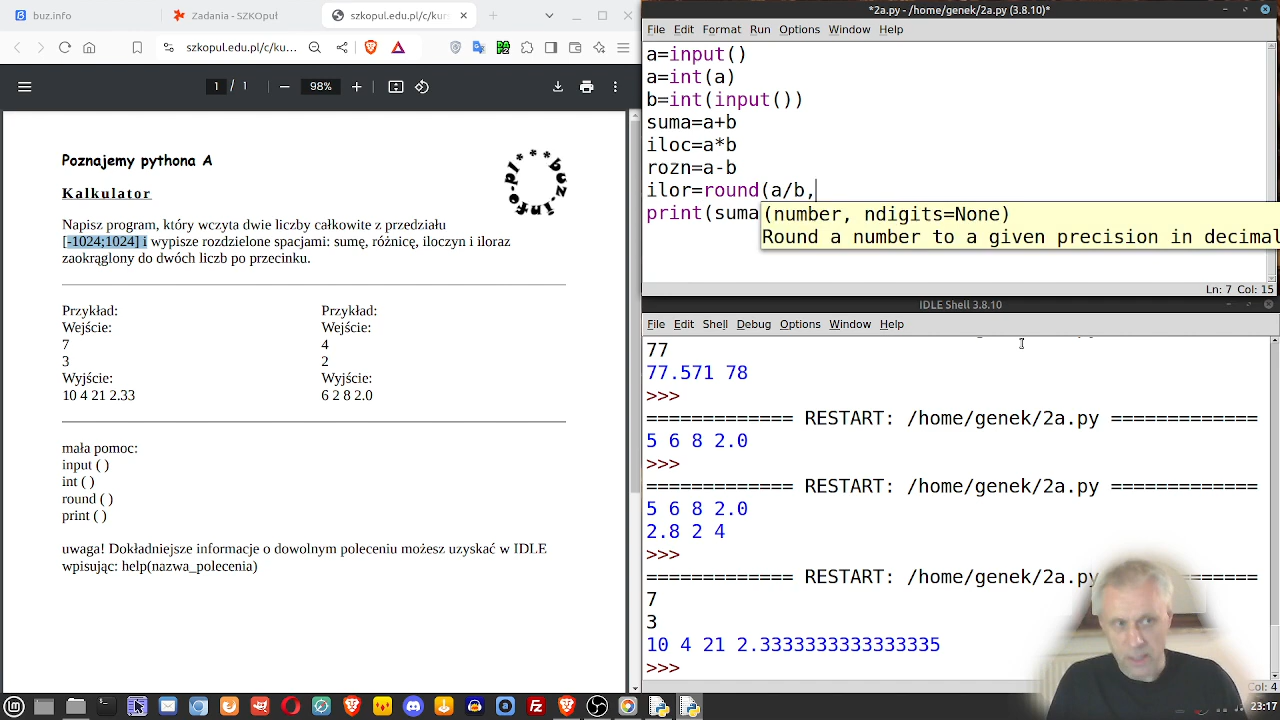 buz.info
Zadania - SZKOpuł
szkopul.edu.pl/c/kurs
szkopul.edu.pl/c/ku...
1 / 1
98%
Poznajemy pythona A
***buz.info-pl*
Kalkulator
Napisz program, który wczyta dwie liczby całkowite z przedziału
[-1024;1024] i wypisze rozdzielone spacjami: sumę, różnicę, iloczyn i iloraz
zaokrąglony do dwóch liczb po przecinku.
Przykład:
Wejście:
7
3
Wyjście:
10 4 21 2.33
Przykład:
Wejście:
4
2
Wyjście:
6 2 8 2.0
mała pomoc:
input ( )
int ( )
round ( )
print ( )
uwaga! Dokładniejsze informacje o dowolnym poleceniu możesz uzyskać w IDLE
wpisując: help(nazwa_polecenia)
*2a.py - /home/genek/2a.py (3.8.10)*
File Edit Format Run Options Window Help
a=input()
a=int(a)
b=int(input())
suma=a+b
iloc=a*b
rozn=a-b
ilor=round(a/b,
print(suma
(number, ndigits=None)
Round a number to a given precision in decimal
Ln: 7 Col: 15
IDLE Shell 3.8.10
File Edit Shell Debug Options Window Help
77
77.571 78
>>>
============= RESTART: /home/genek/2a.py =============
5 6 8 2.0
>>>
============= RESTART: /home/genek/2a.py =============
5 6 8 2.0
2.8 2 4
>>>
============= RESTART: /home/genek/2a.py =============
7
3
10 4 21 2.3333333333333335
>>>
Col: 4
23:17